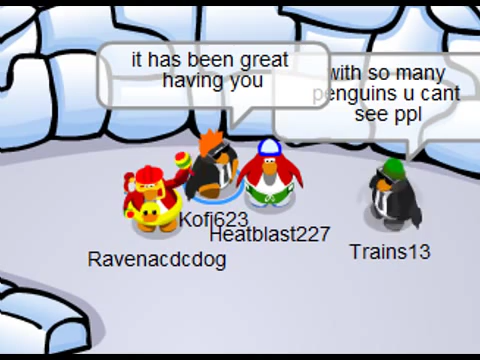 it has been great
having you
with so many
penguins u cant
see ppl
Kofi623
Heatblast227
Ravenacdcdog
Trains13